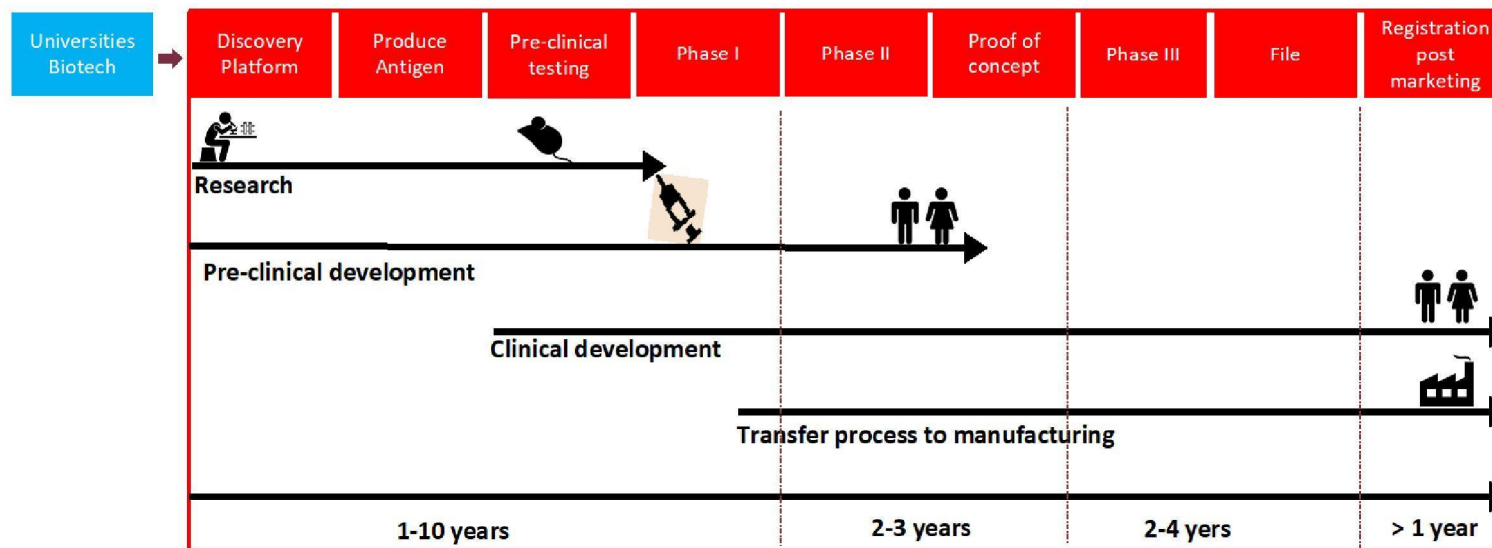 Universities
Biotech
Discovery
Platform
Produce
Antigen
Pre-clinical
testing
Phase I
Phase II
Proof of
concept
Phase III
File
Registration
post
marketing
Research
Pre-clinical development
Clinical development
Transfer process to manufacturing
1-10 years
2-3 years
2-4 yers
> 1 year